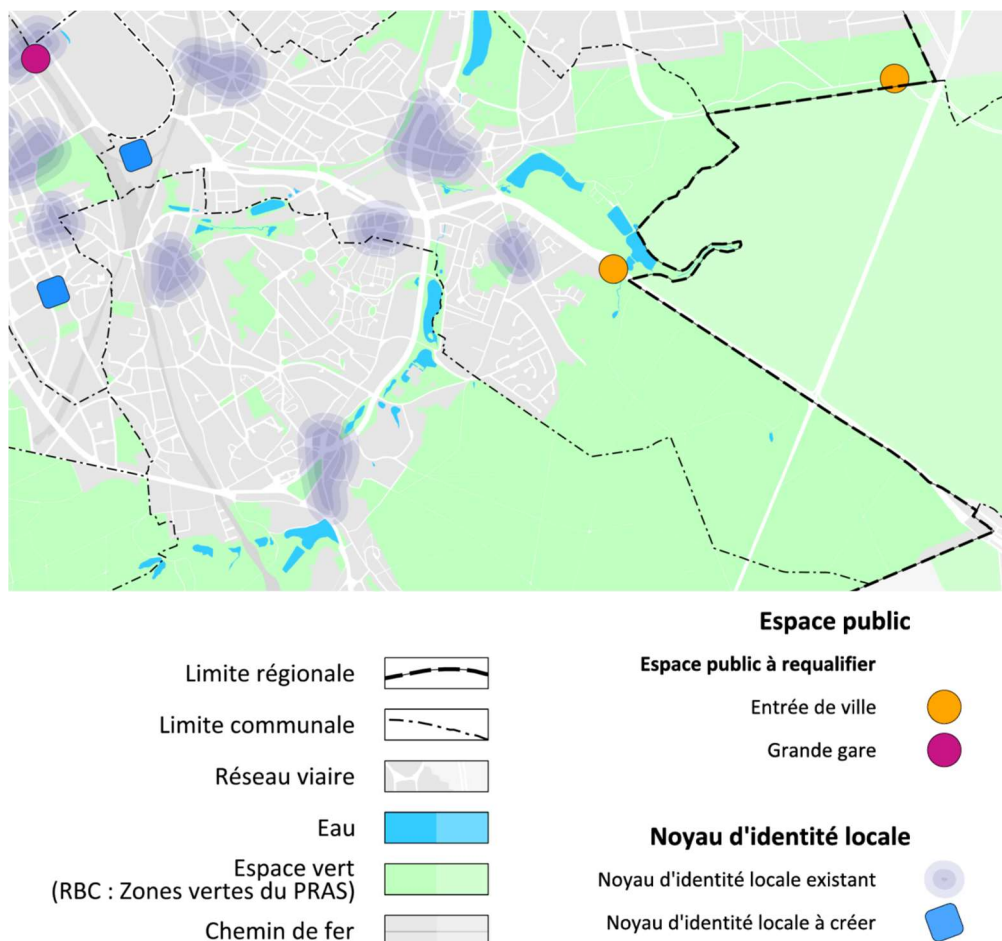 Limite régionale
Limite communale
Réseau viaire
Eau
Espace vert
(RBC : Zones vertes du PRAS)
Chemin de fer
Espace public
Espace public à requalifier
Entrée de ville
Grande gare
Noyau d'identité locale
Noyau d'identité locale existant
Noyau d'identité locale à créer